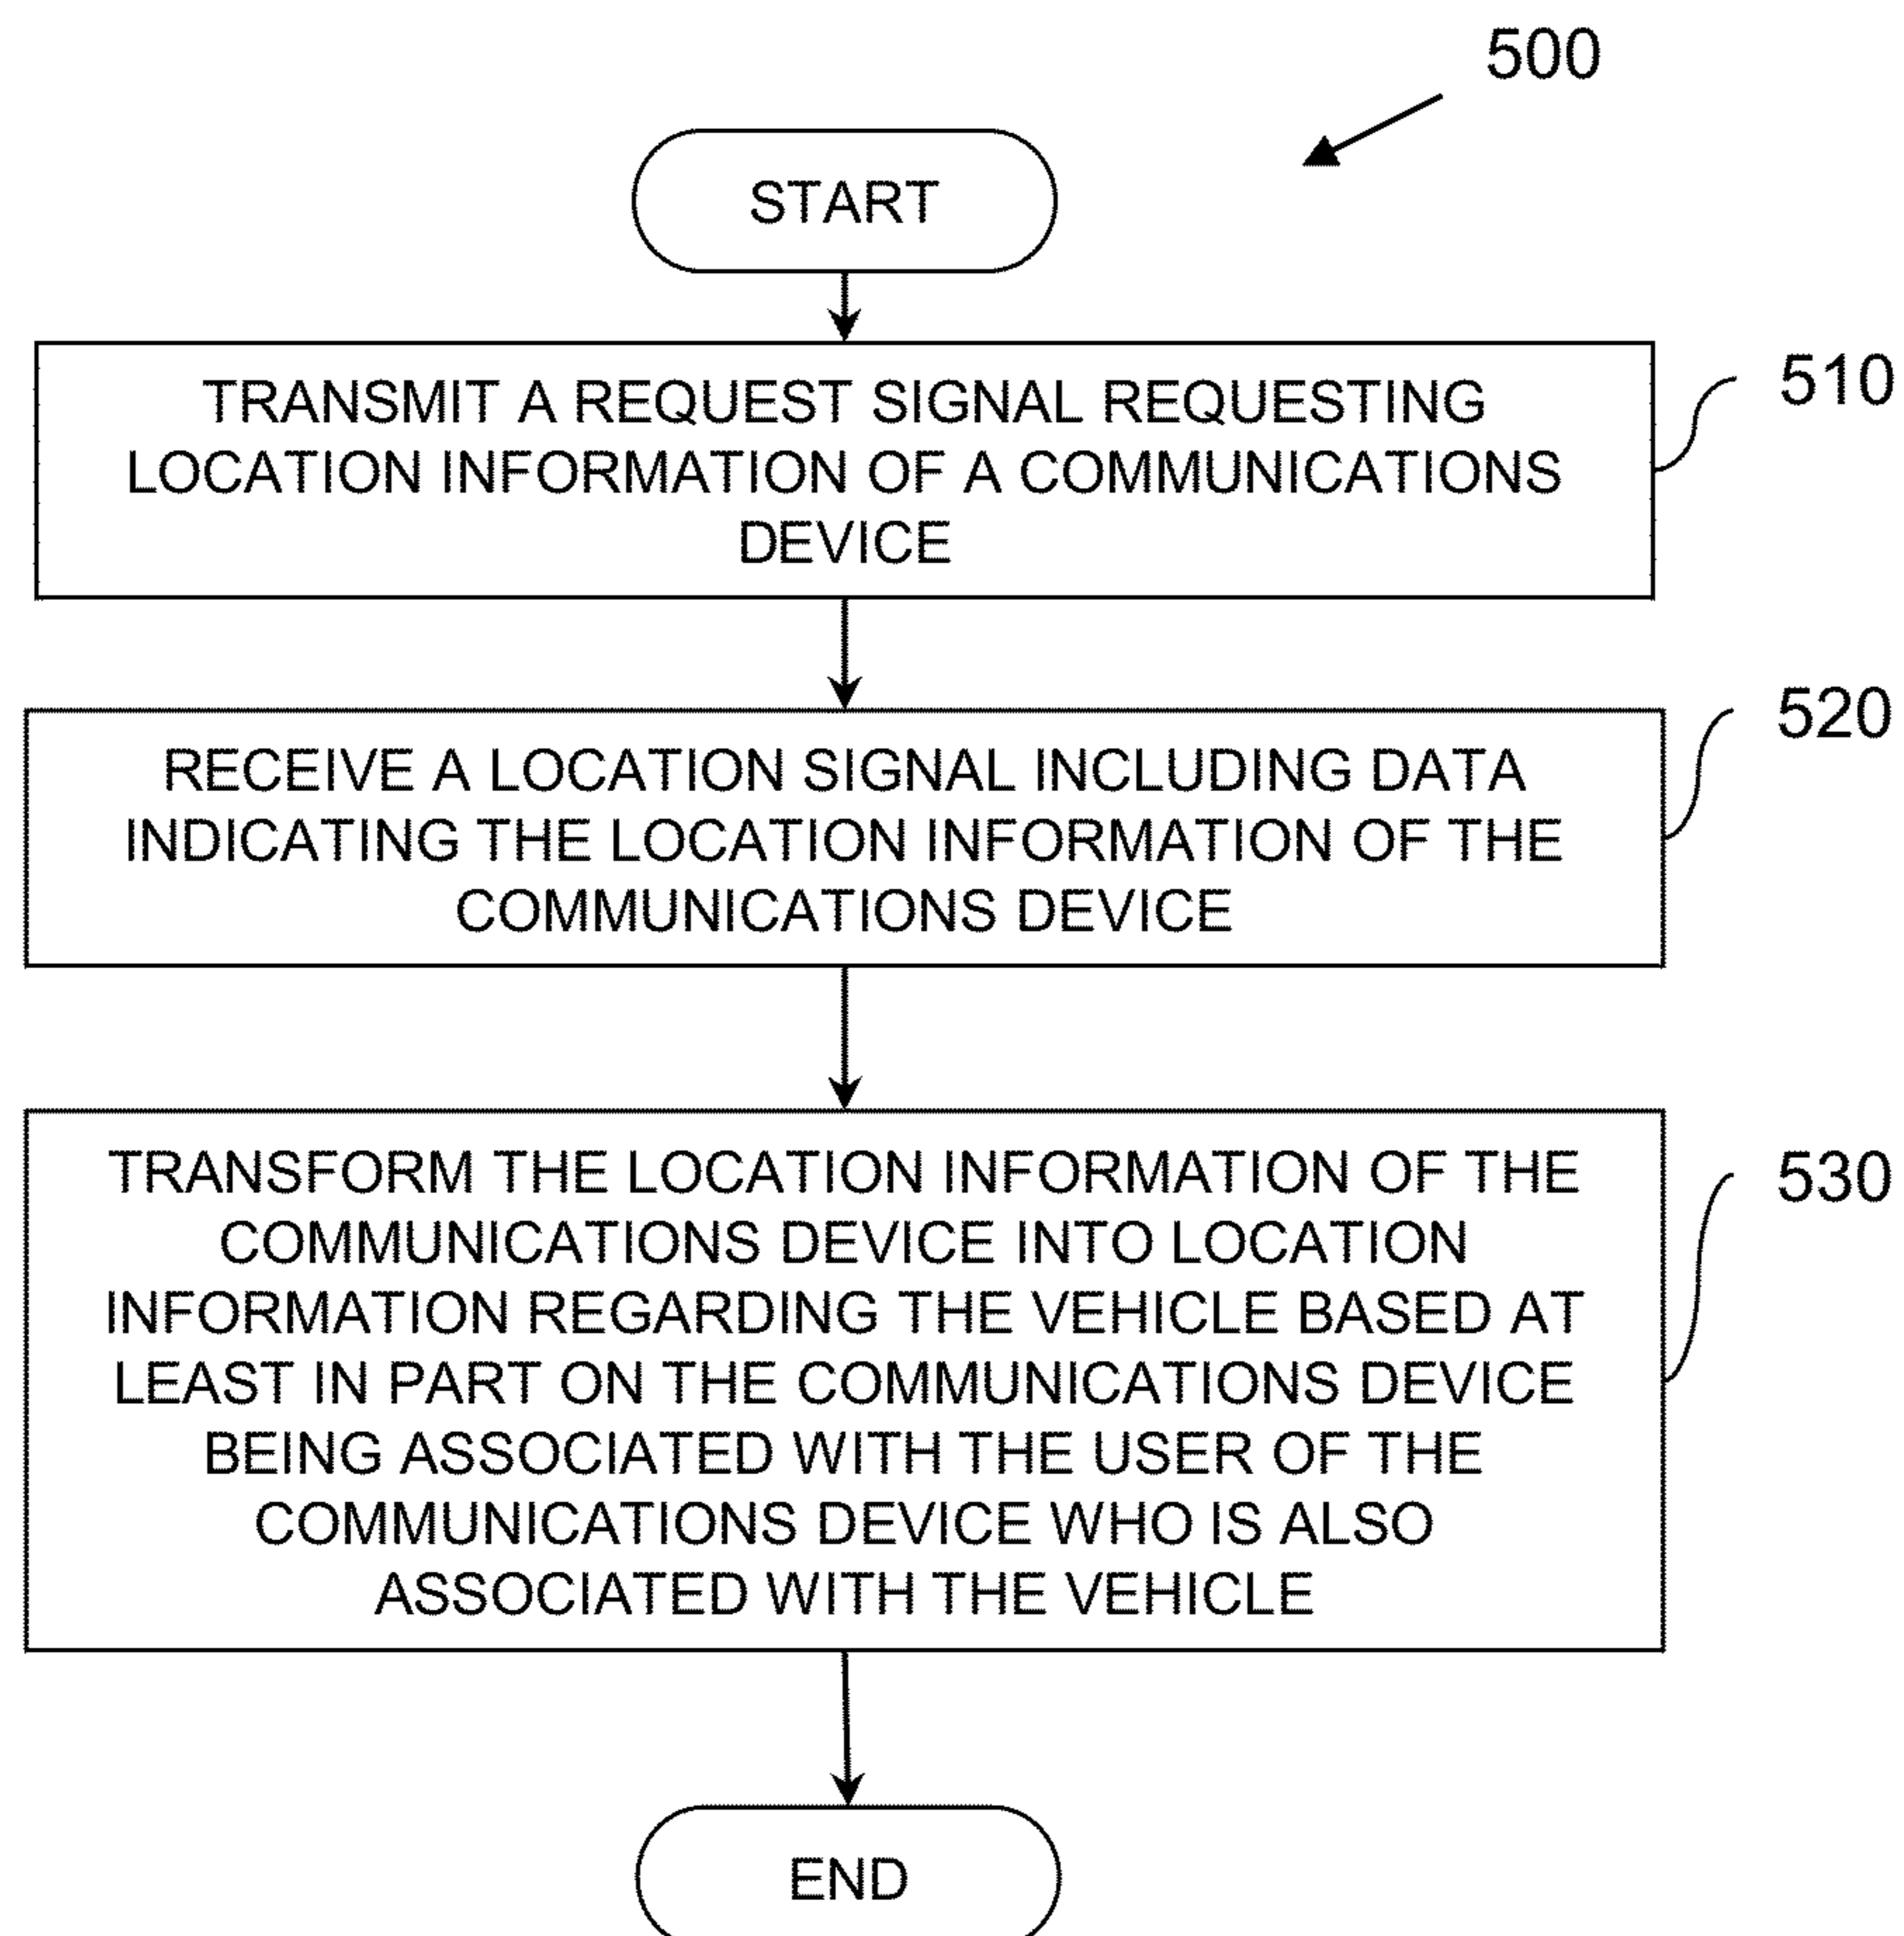 500
START
TRANSMIT A REQUEST SIGNAL REQUESTING
LOCATION INFORMATION OF A COMMUNICATIONS
DEVICE
510
RECEIVE A LOCATION SIGNAL INCLUDING DATA
INDICATING THE LOCATION INFORMATION OF THE
COMMUNICATIONS DEVICE
520
TRANSFORM THE LOCATION INFORMATION OF THE
COMMUNICATIONS DEVICE INTO LOCATION
INFORMATION REGARDING THE VEHICLE BASED AT
LEAST IN PART ON THE COMMUNICATIONS DEVICE
BEING ASSOCIATED WITH THE USER OF THE
COMMUNICATIONS DEVICE WHO IS ALSO
ASSOCIATED WITH THE VEHICLE
530
END